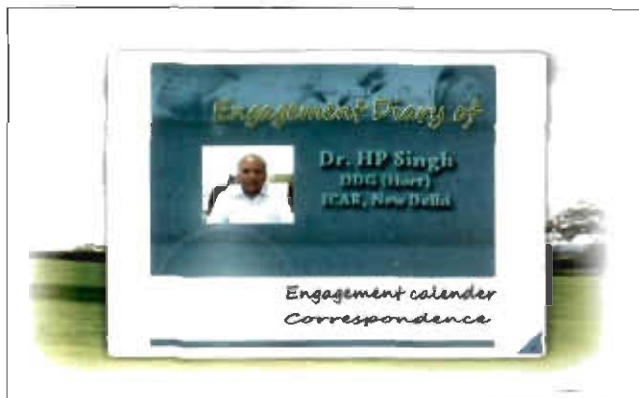 Engagement Diary of
Dr. HP Singh
DDG (Hort)
ICAR, New Delhi
Engagement calender
Correspondence